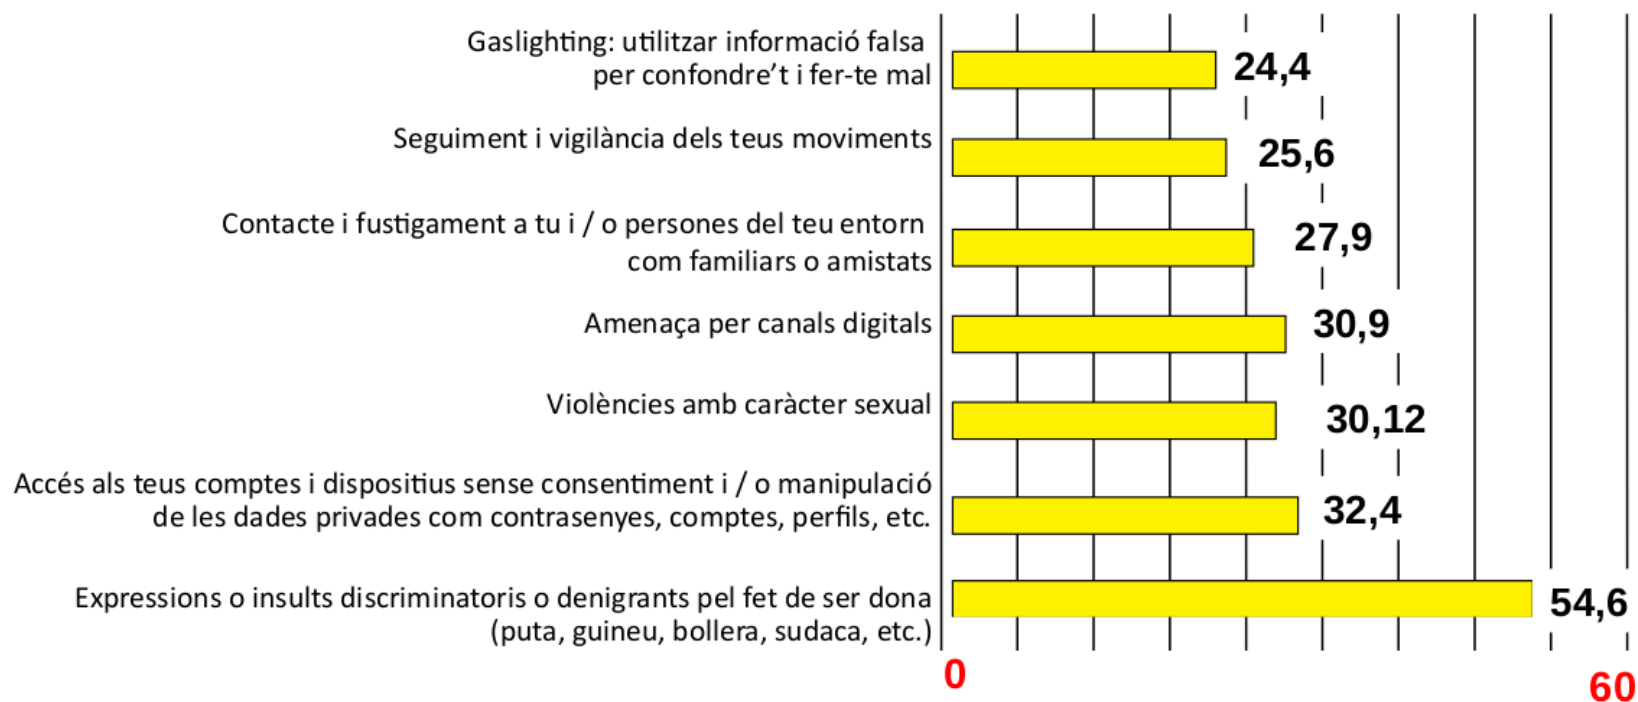 Gaslighting: utilitzar informació falsa
per confondre’t i fer-te mal
24,4
Seguiment i vigilància dels teus moviments
25,6
Contacte i fustigament a tu i / o persones del teu entorn
com familiars o amistats
27,9
Amenaça per canals digitals
30,9
Violències amb caràcter sexual
30,12
Accés als teus comptes i dispositius sense consentiment i / o manipulació
de les dades privades com contrasenyes, comptes, perfils, etc.
32,4
Expressions o insults discriminatoris o denigrants pel fet de ser dona
(puta, guineu, bollera, sudaca, etc.)
54,6
0
60